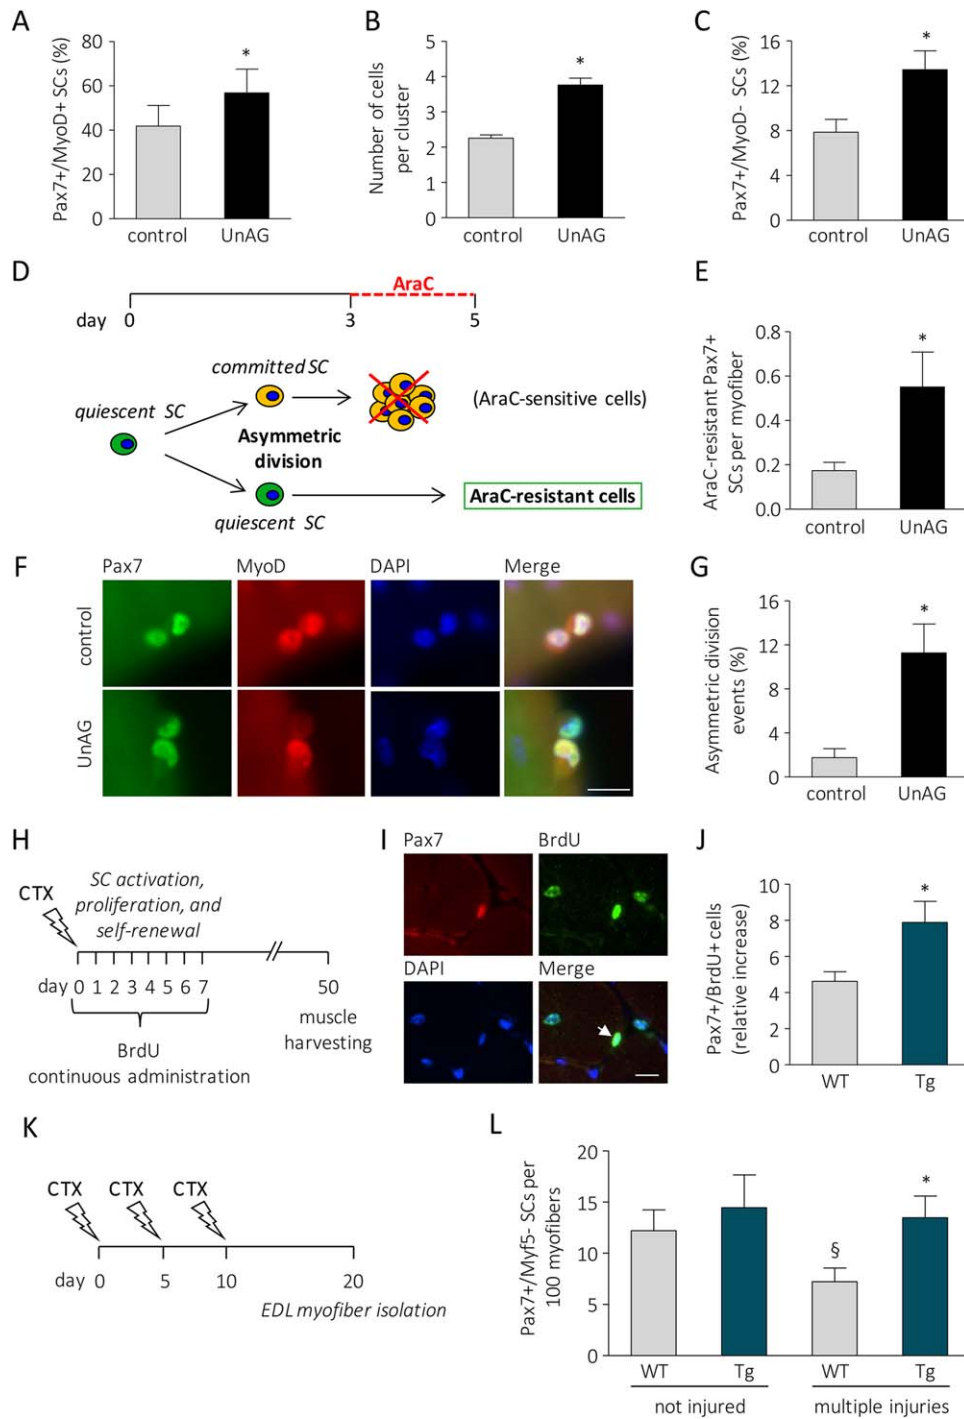 A
Pax7+/MyoD+ SCs (%)
80
60
40
20
0
*
control
UnAG
B
Number of cells
per cluster
5
4
3
2
1
0
*
control
UnAG
C
Pax7+/MyoD- SCs (%)
16
12
8
4
0
*
control
UnAG
D
AraC
day
0
3
5
committed SC
quiescent SC
(AraC-sensitive cells)
Asymmetric
division
AraC-resistant cells
quiescent SC
E
AraC-resistant Pax7+
SCs per myofiber
0.8
0.6
0.4
0.2
0.0
*
control
UnAG
F
Pax7
MyoD
DAPI
Merge
control
UnAG
G
Asymmetric division
events (%)
16
12
8
4
0
*
control
UnAG
H
CTX
SC activation,
proliferation, and
self-renewal
day 0 1 2 3 4 5 6 7
50
BrdU
continuous administration
muscle
harvesting
I
Pax7
BrdU
DAPI
Merge
J
Pax7+/BrdU+ cells
(relative increase)
10
8
6
4
2
0
*
WT
Tg
K
CTX
CTX
CTX
day
0
5
10
20
EDL myofiber isolation
L
Pax7+/Myf5- SCs per
100 myofibers
20
15
10
5
0
§
*
WT
Tg
WT
Tg
not injured
multiple injuries